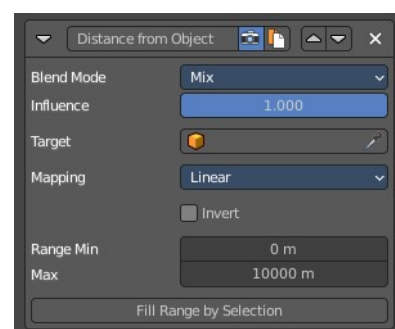 Distance from Object
Blend Mode Mix
Influence 1.000
Target
Mapping Linear
Invert
Range Min 0 m
Max 10000 m
Fill Range by Selection